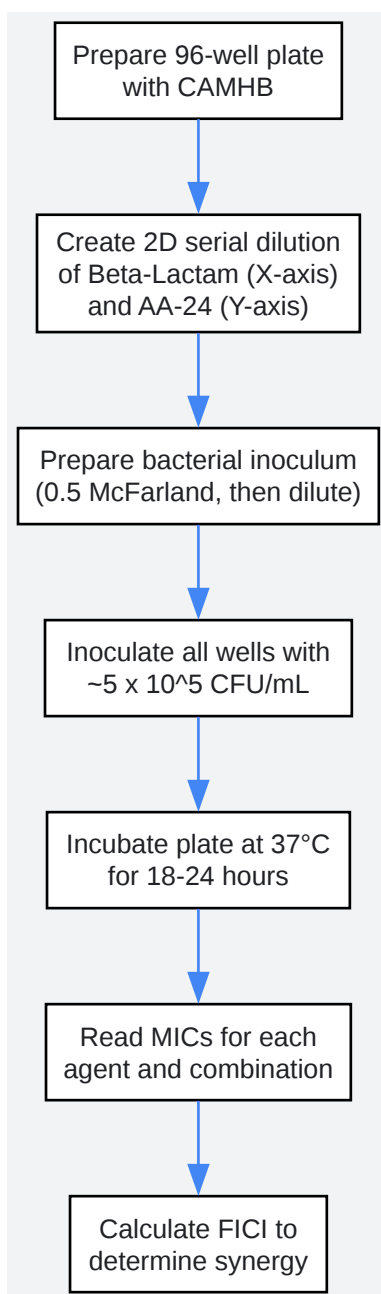 Prepare 96-well plate
with CAMHB
Create 2D serial dilution
of Beta-Lactam (X-axis)
and AA-24 (Y-axis)
Prepare bacterial inoculum
(0.5 McFarland, then dilute)
Inoculate all wells with
~5 x 10^5 CFU/mL
Incubate plate at 37°C
for 18-24 hours
Read MICs for each
agent and combination
Calculate FICI to
determine synergy